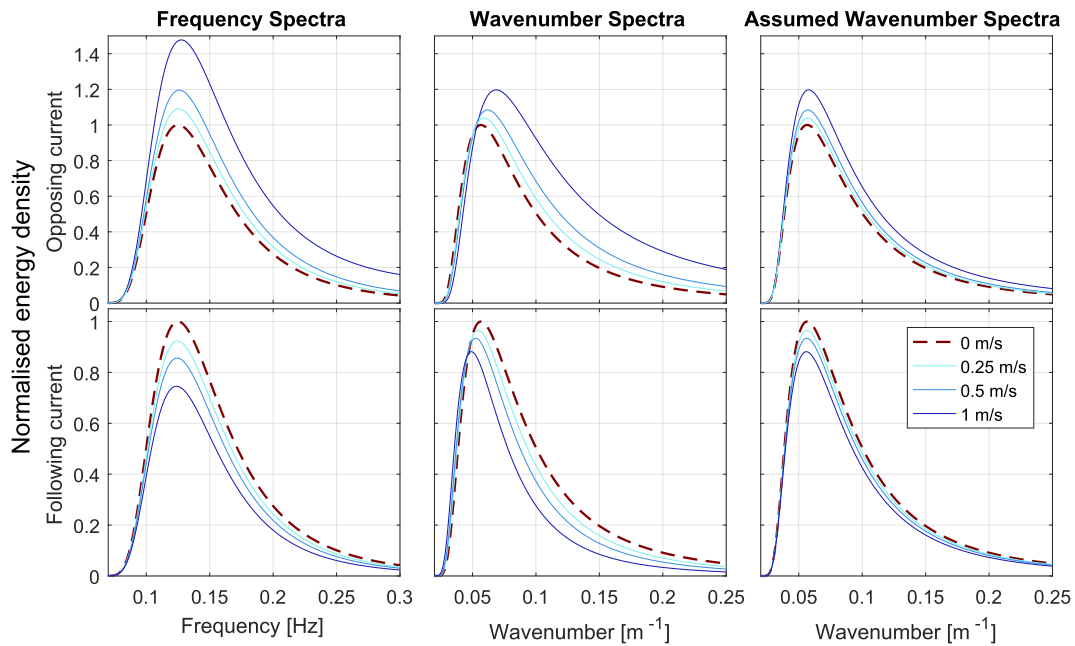 Frequency Spectra
Wavenumber Spectra
Assumed Wavenumber Spectra
Normalised energy density
Opposing current
1.4
1.2
1
0.8
0.6
0.4
0.2
0
Following current
1
0.8
0.6
0.4
0.2
0
0 m/s
0.25 m/s
0.5 m/s
1 m/s
0.1 0.15 0.2 0.25 0.3
0.05 0.1 0.15 0.2 0.25
0.05 0.1 0.15 0.2 0.25
Frequency [Hz]
Wavenumber [m⁻¹]
Wavenumber [m⁻¹]